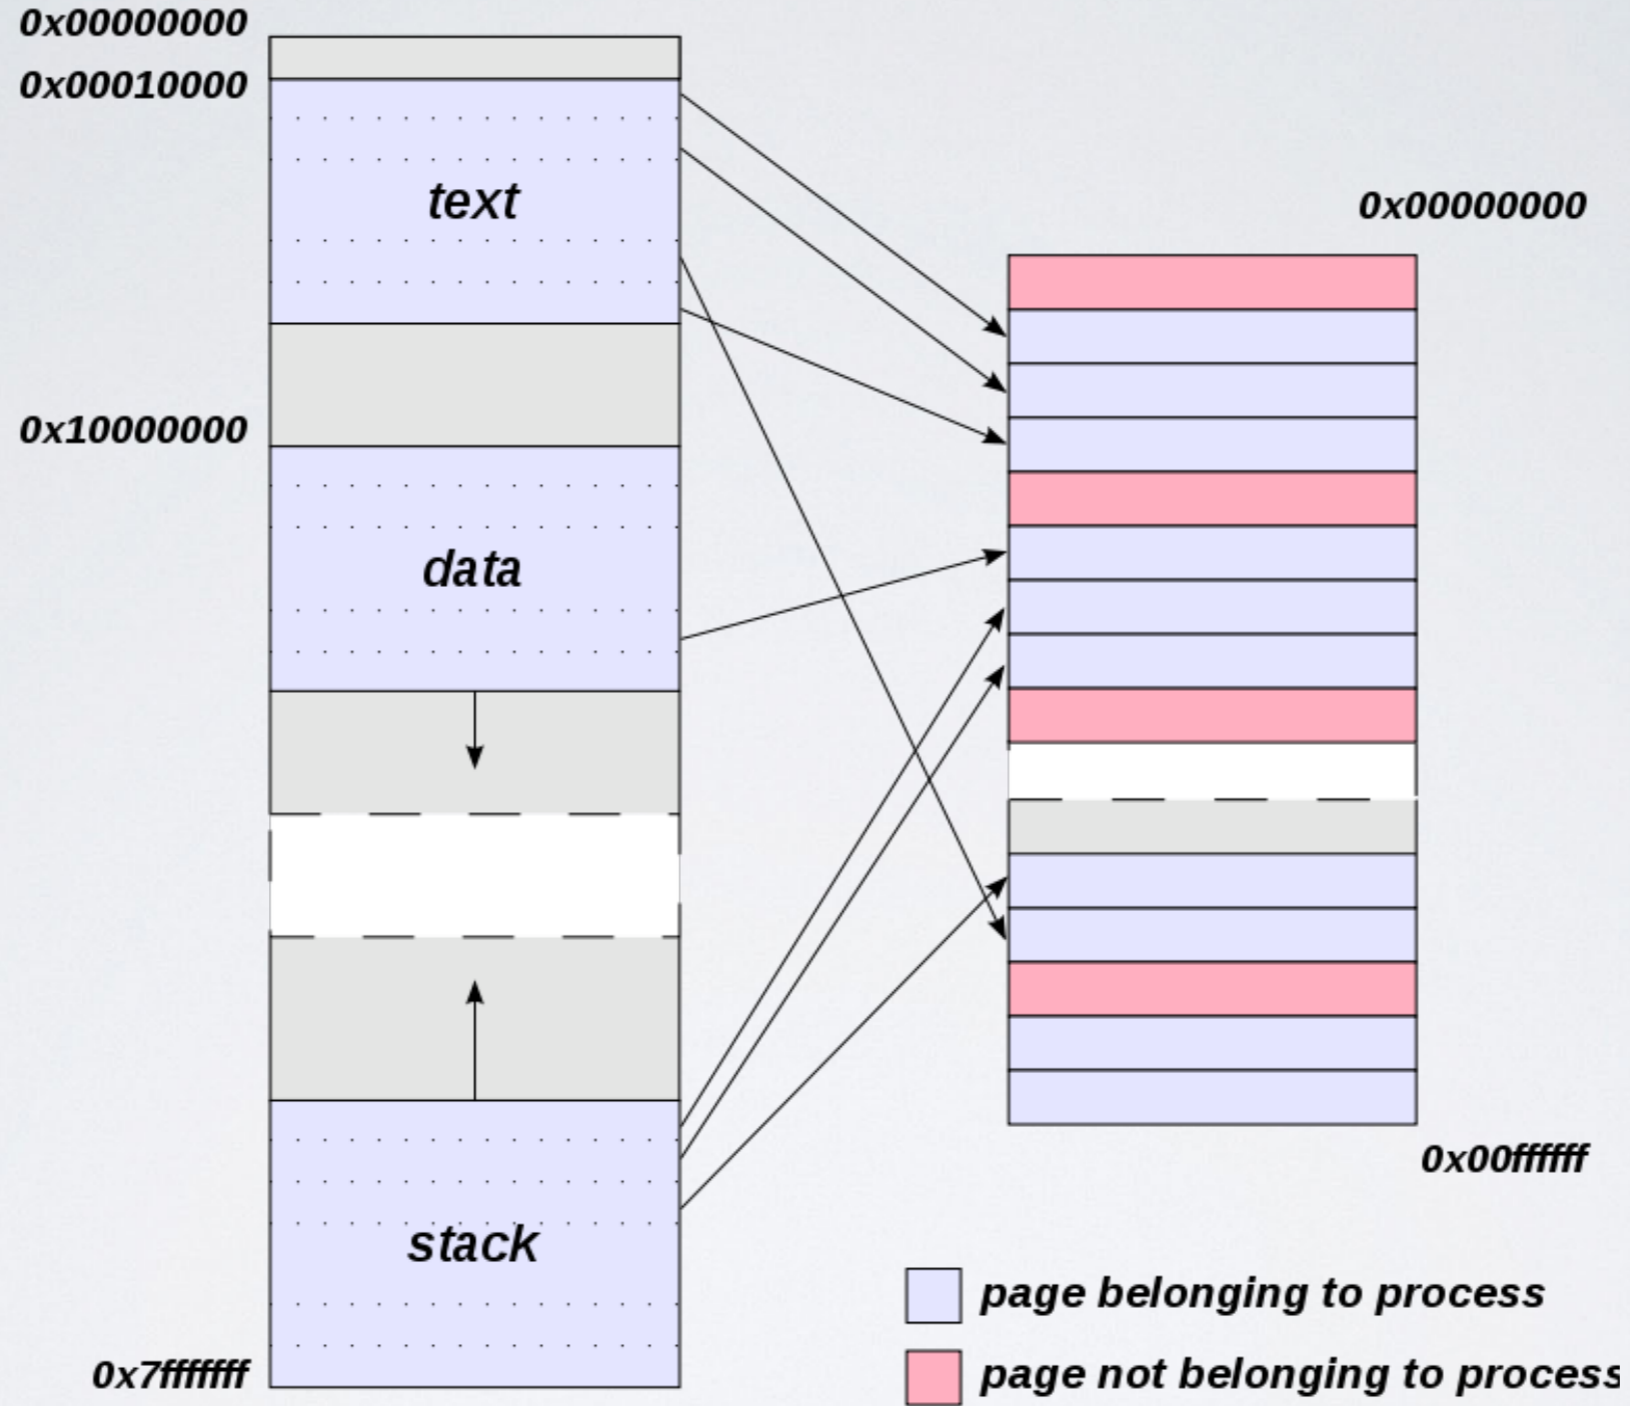 0x00000000
0x00010000
text
0x00000000
0x10000000
data
0x00ffffff
stack
page belonging to process
0x7fffffff
page not belonging to process